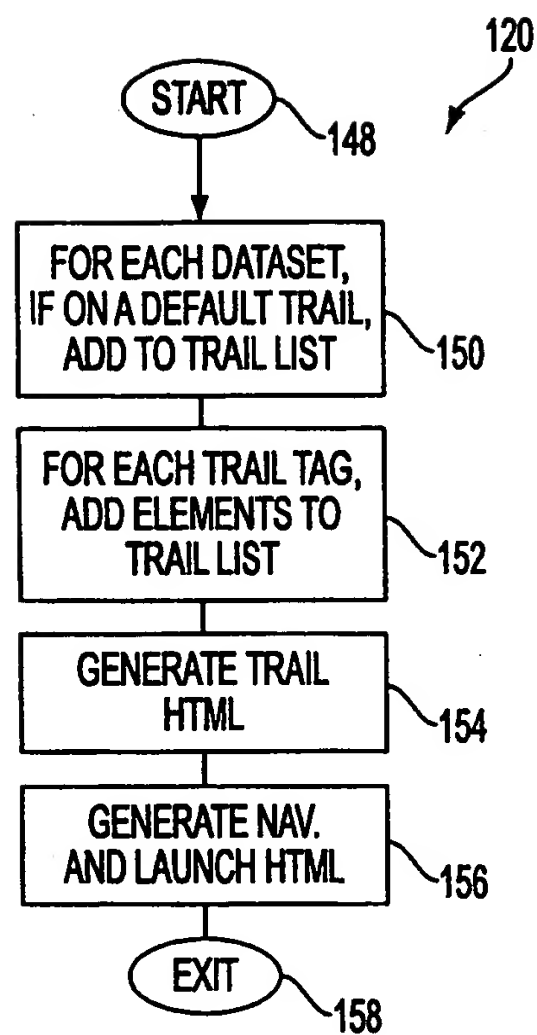 120
START
148
FOR EACH DATASET,
IF ON A DEFAULT TRAIL,
ADD TO TRAIL LIST
150
FOR EACH TRAIL TAG,
ADD ELEMENTS TO
TRAIL LIST
152
GENERATE TRAIL
HTML
154
GENERATE NAV.
AND LAUNCH HTML
156
EXIT
158